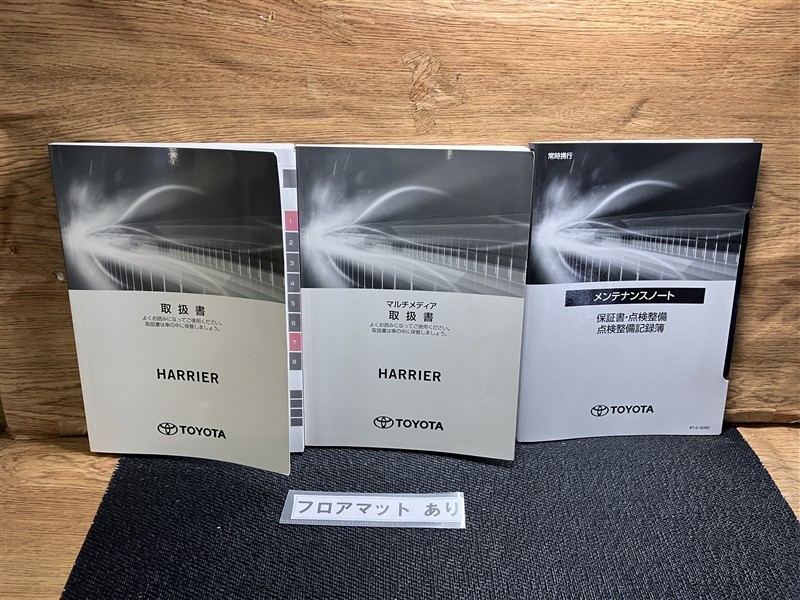 取扱書
よくお読みになってご使用ください。
取扱書は車の中に保管しましょう。
HARRIER
TOYOTA
1
2
3
4
5
6
7
8
マルチメディア
取扱書
よくお読みになってご使用ください。
取扱書は車の中に保管しましょう。
HARRIER
TOYOTA
常時携行
メンテナンスノート
保証書・点検整備
点検整備記録簿
TOYOTA
フロアマット あり